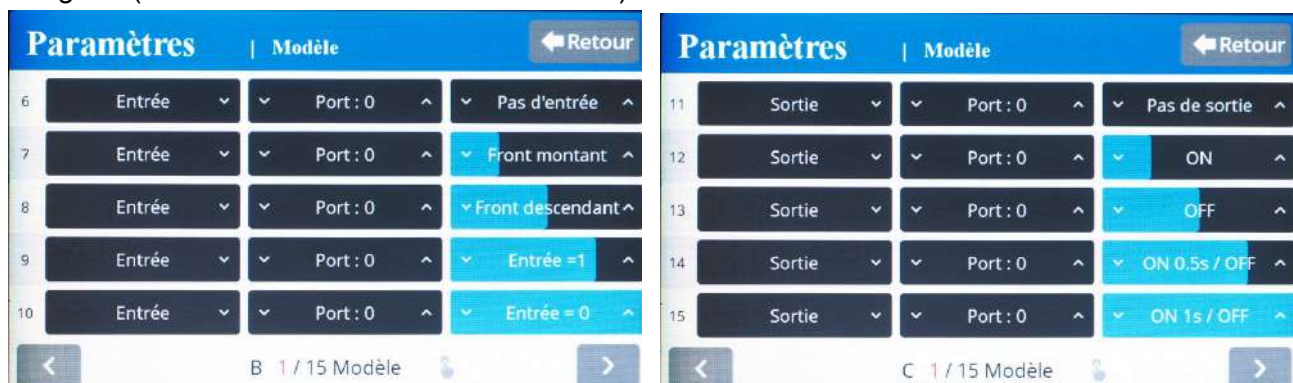 Paramètres | Modèle Retour
6 Entrée Port : 0 Pas d'entrée
7 Entrée Port : 0 Front montant
8 Entrée Port : 0 Front descendant
9 Entrée Port : 0 Entrée =1
10 Entrée Port : 0 Entrée = 0
B 1 / 15 Modèle
Paramètres | Modèle Retour
11 Sortie Port : 0 Pas de sortie
12 Sortie Port : 0 ON
13 Sortie Port : 0 OFF
14 Sortie Port : 0 ON 0.5s / OFF
15 Sortie Port : 0 ON 1s / OFF
C 1 / 15 Modèle